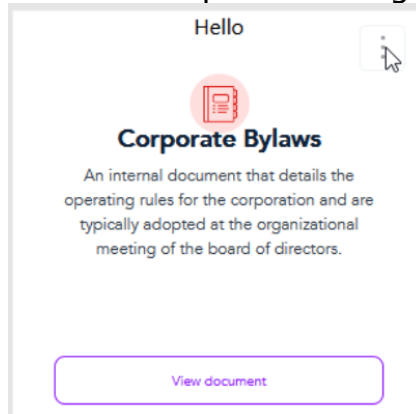 Hello
Corporate Bylaws
An internal document that details the
operating rules for the corporation and are
typically adopted at the organizational
meeting of the board of directors.
View document